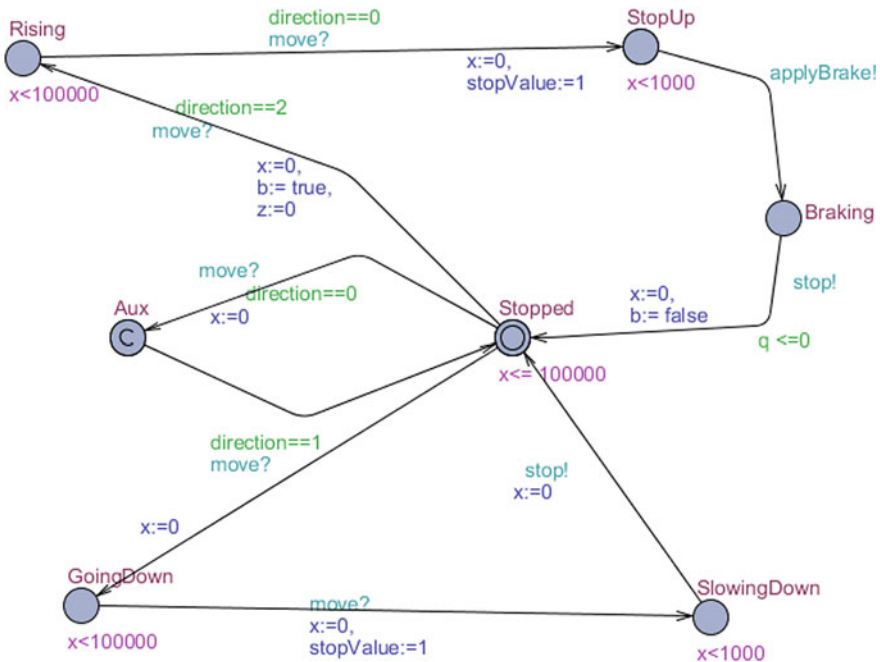 Rising
direction==0
move?
StopUp
x:=0,
stopValue:=1
x<1000
x<100000
applyBrake!
direction==2
move?
x:=0,
b:= true,
z:=0
Braking
move?
direction==0
x:=0
Aux
C
Stopped
x<= 100000
x:=0,
b:= false
stop!
q <=0
direction==1
move?
x:=0
stop!
x:=0
GoingDown
x<100000
move?
x:=0,
stopValue:=1
SlowingDown
x<1000